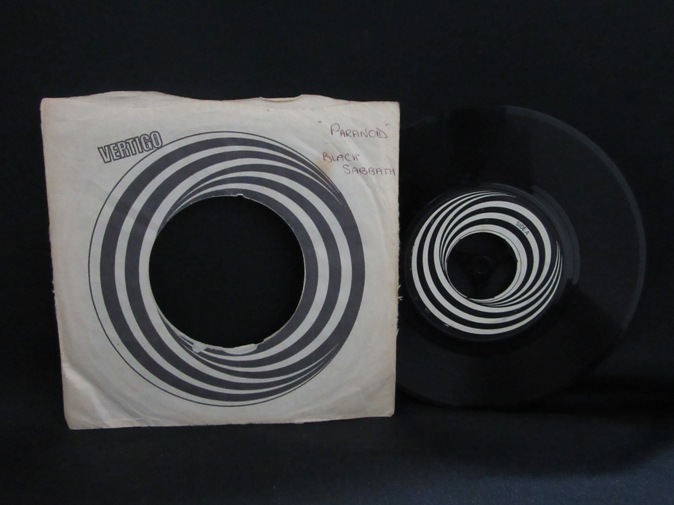 VERTIGO
"PARANOID"
BLACK
SABBATH